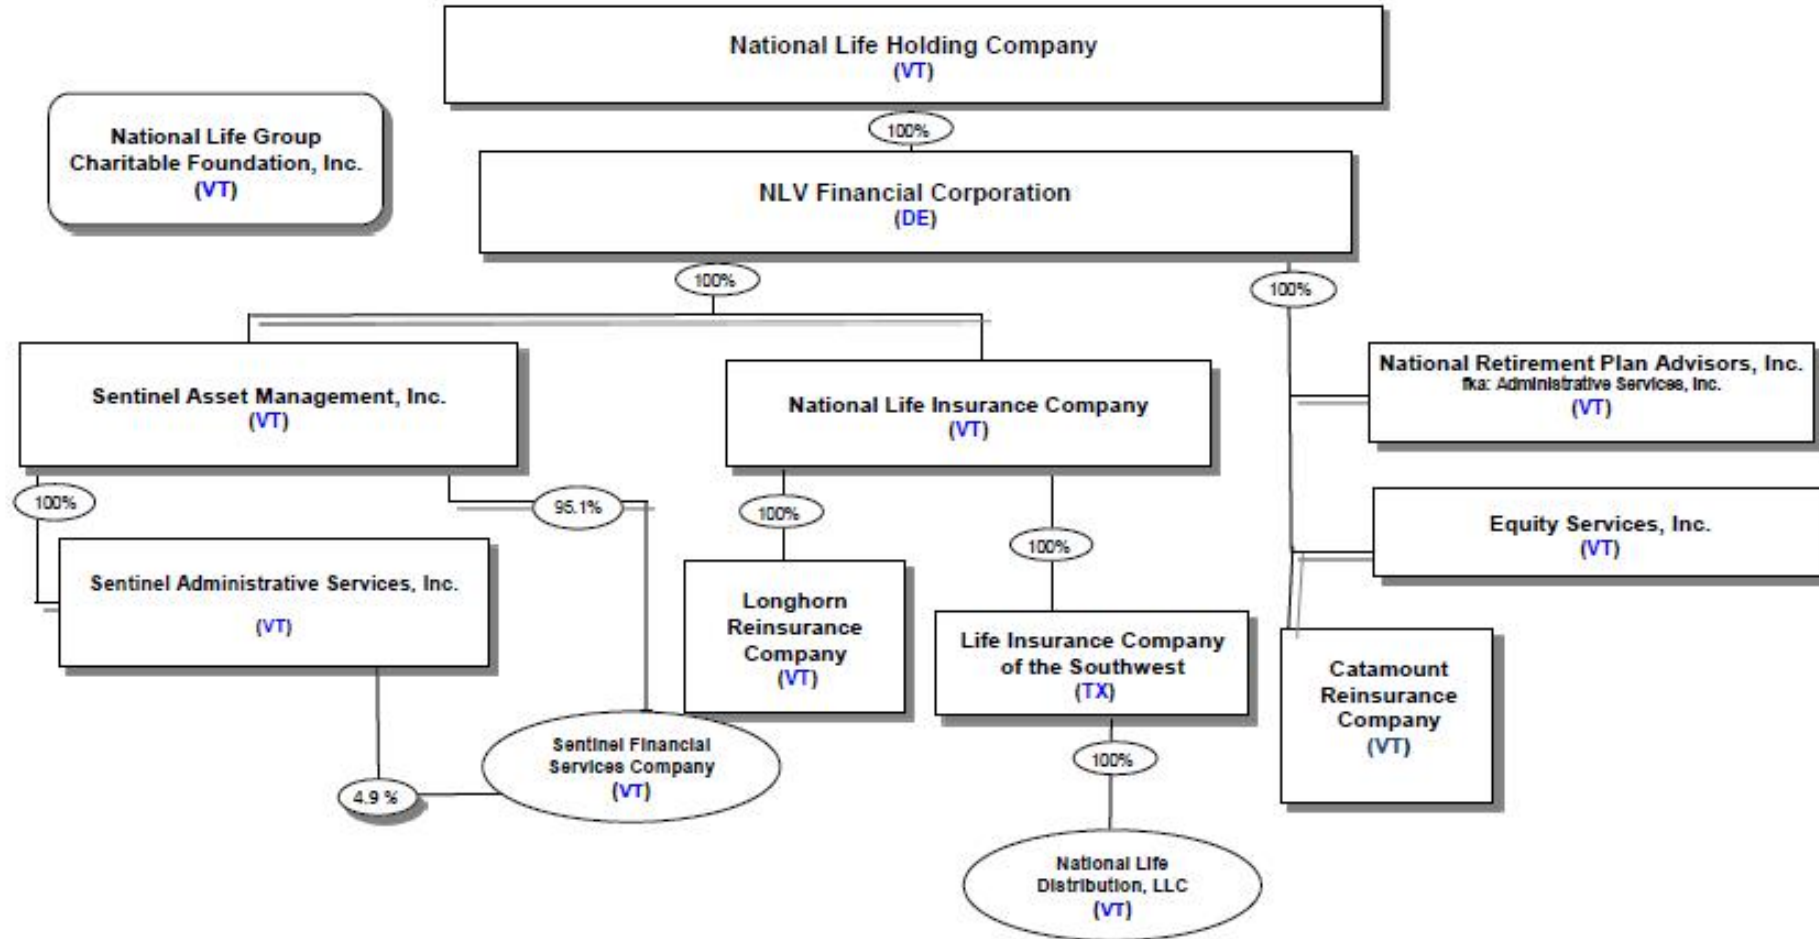 National Life Holding Company
(VT)
National Life Group
Charitable Foundation, Inc.
(VT)
100%
NLV Financial Corporation
(DE)
100%
100%
Sentinel Asset Management, Inc.
(VT)
National Life Insurance Company
(VT)
National Retirement Plan Advisors, Inc.
fka: Administrative Services, Inc.
(VT)
100%
95.1%
100%
100%
Equity Services, Inc.
(VT)
Sentinel Administrative Services, Inc.
(VT)
Longhorn
Reinsurance
Company
(VT)
Life Insurance Company
of the Southwest
(TX)
Catamount
Reinsurance
Company
(VT)
Sentinel Financial
Services Company
(VT)
4.9 %
100%
National Life
Distribution, LLC
(VT)